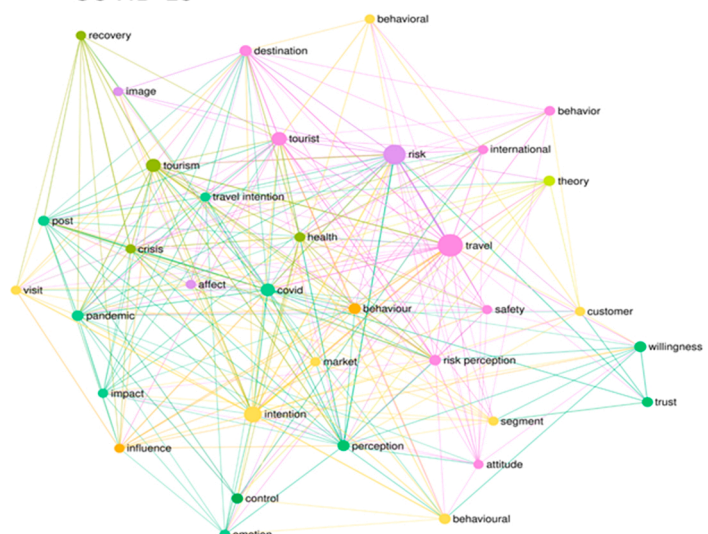 behavioral
recovery
destination
image
behavior
tourist
international
risk
tourism
theory
travel intention
post
health
travel
crisis
affect
covid
visit
behaviour
safety
customer
pandemic
willingness
market
risk perception
impact
trust
intention
segment
perception
influence
attitude
control
behavioural